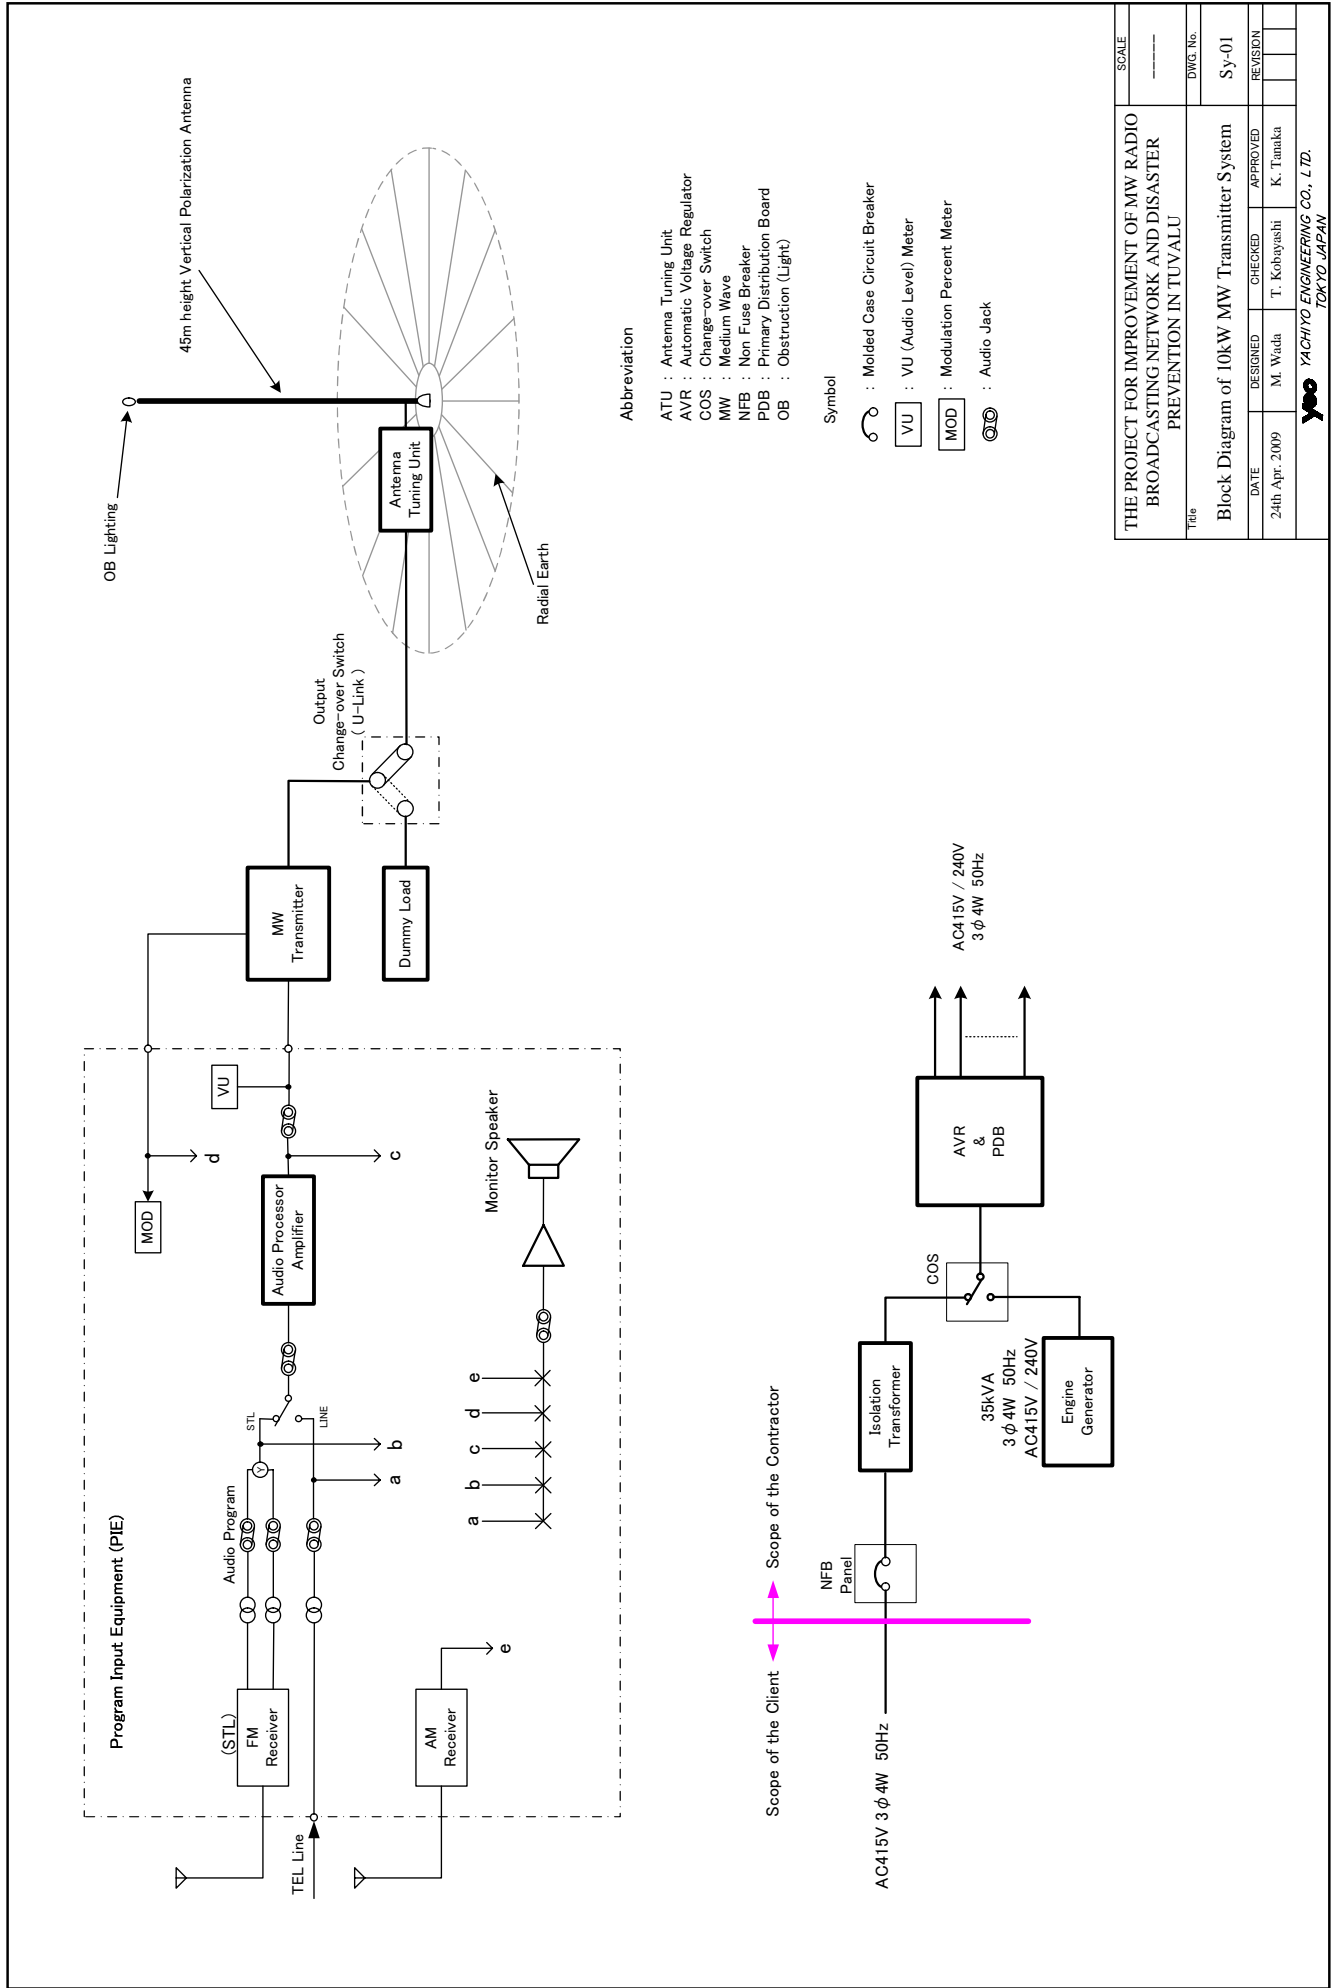 45m height Vertical Polarization Antenna
OB Lighting
Antenna
Tuning Unit
Radial Earth
Output
Change-over Switch
( U-Link )
MW
Transmitter
Dummy Load
Program Input Equipment (PIE)
MOD
d
VU
c
Audio Processor
Amplifier
STL
LINE
b
a
Y
Audio Program
(STL)
FM
Receiver
TEL Line
AM
Receiver
e
a
b
c
d
e
Monitor Speaker
Abbreviation
ATU : Antenna Tuning Unit
AVR : Automatic Voltage Regulator
COS : Change-over Switch
MW : Medium Wave
NFB : Non Fuse Breaker
PDB : Primary Distribution Board
OB : Obstruction (Light)
Symbol
: Molded Case Circuit Breaker
VU : VU (Audio Level) Meter
MOD : Modulation Percent Meter
: Audio Jack
Scope of the Client
Scope of the Contractor
AC415V 3φ4W 50Hz
NFB
Panel
Isolation
Transformer
COS
35kVA
3φ4W 50Hz
AC415V / 240V
Engine
Generator
AVR
&
PDB
AC415V / 240V
3φ4W 50Hz
THE PROJECT FOR IMPROVEMENT OF MW RADIO
BROADCASTING NETWORK AND DISASTER
PREVENTION IN TUVALU
SCALE
-----
Title
Block Diagram of 10kW MW Transmitter System
DWG. No.
Sy-01
DATE
DESIGNED
CHECKED
APPROVED
REVISION
24th Apr. 2009
M. Wada
T. Kobayashi
K. Tanaka
yeo YACHIYO ENGINEERING CO., LTD.
TOKYO JAPAN